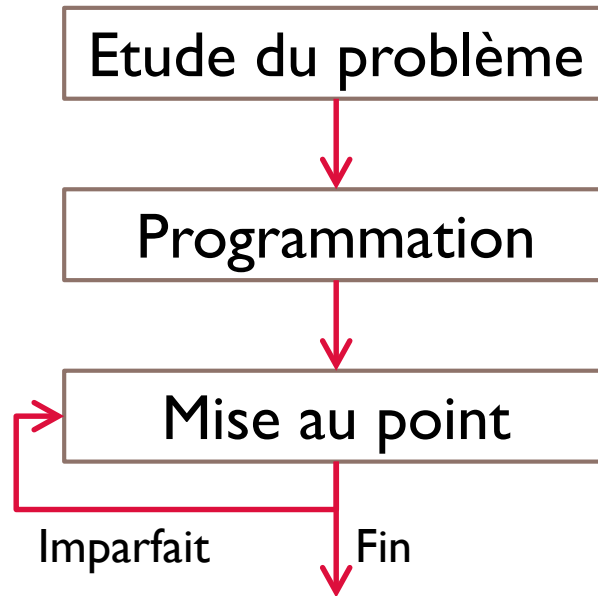 Etude du problème
Programmation
Mise au point
Imparfait
Fin